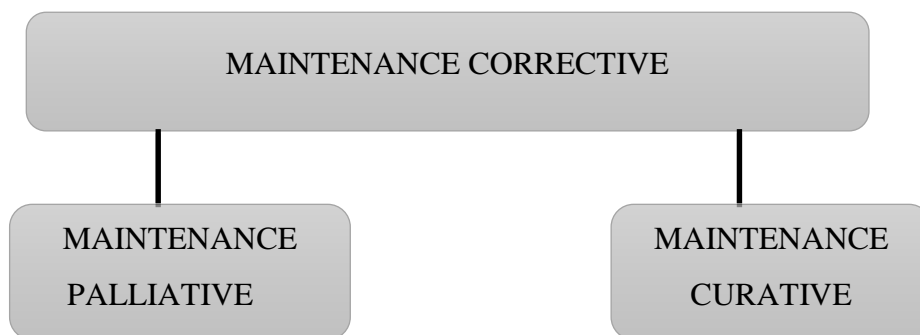 MAINTENANCE CORRECTIVE
MAINTENANCE
PALLIATIVE
MAINTENANCE
CURATIVE